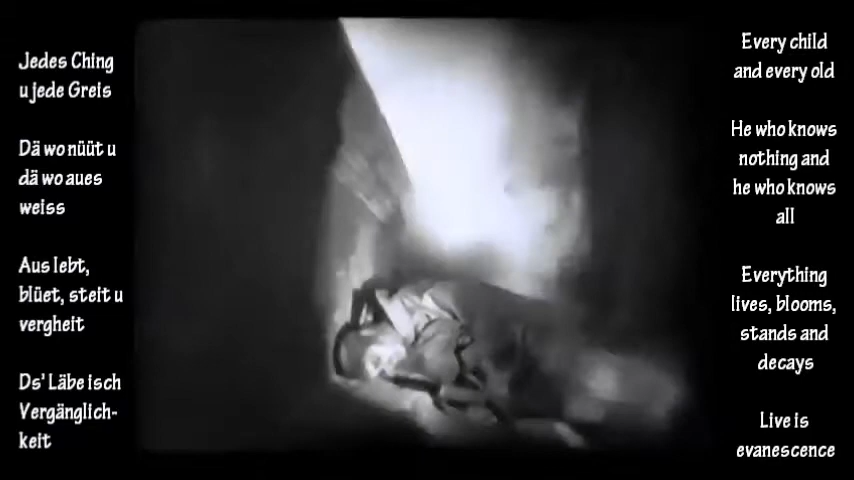 Jedes Ching
u jede Greis
Dä wo nüüt u
dä wo aues
weiss
Aus lebt,
blüet, steit u
vergheit
Ds' Läbe isch
Vergänglich-
keit
Every child
and every old
He who knows
nothing and
he who knows
all
Everything
lives, blooms,
stands and
decays
Live is
evanescence